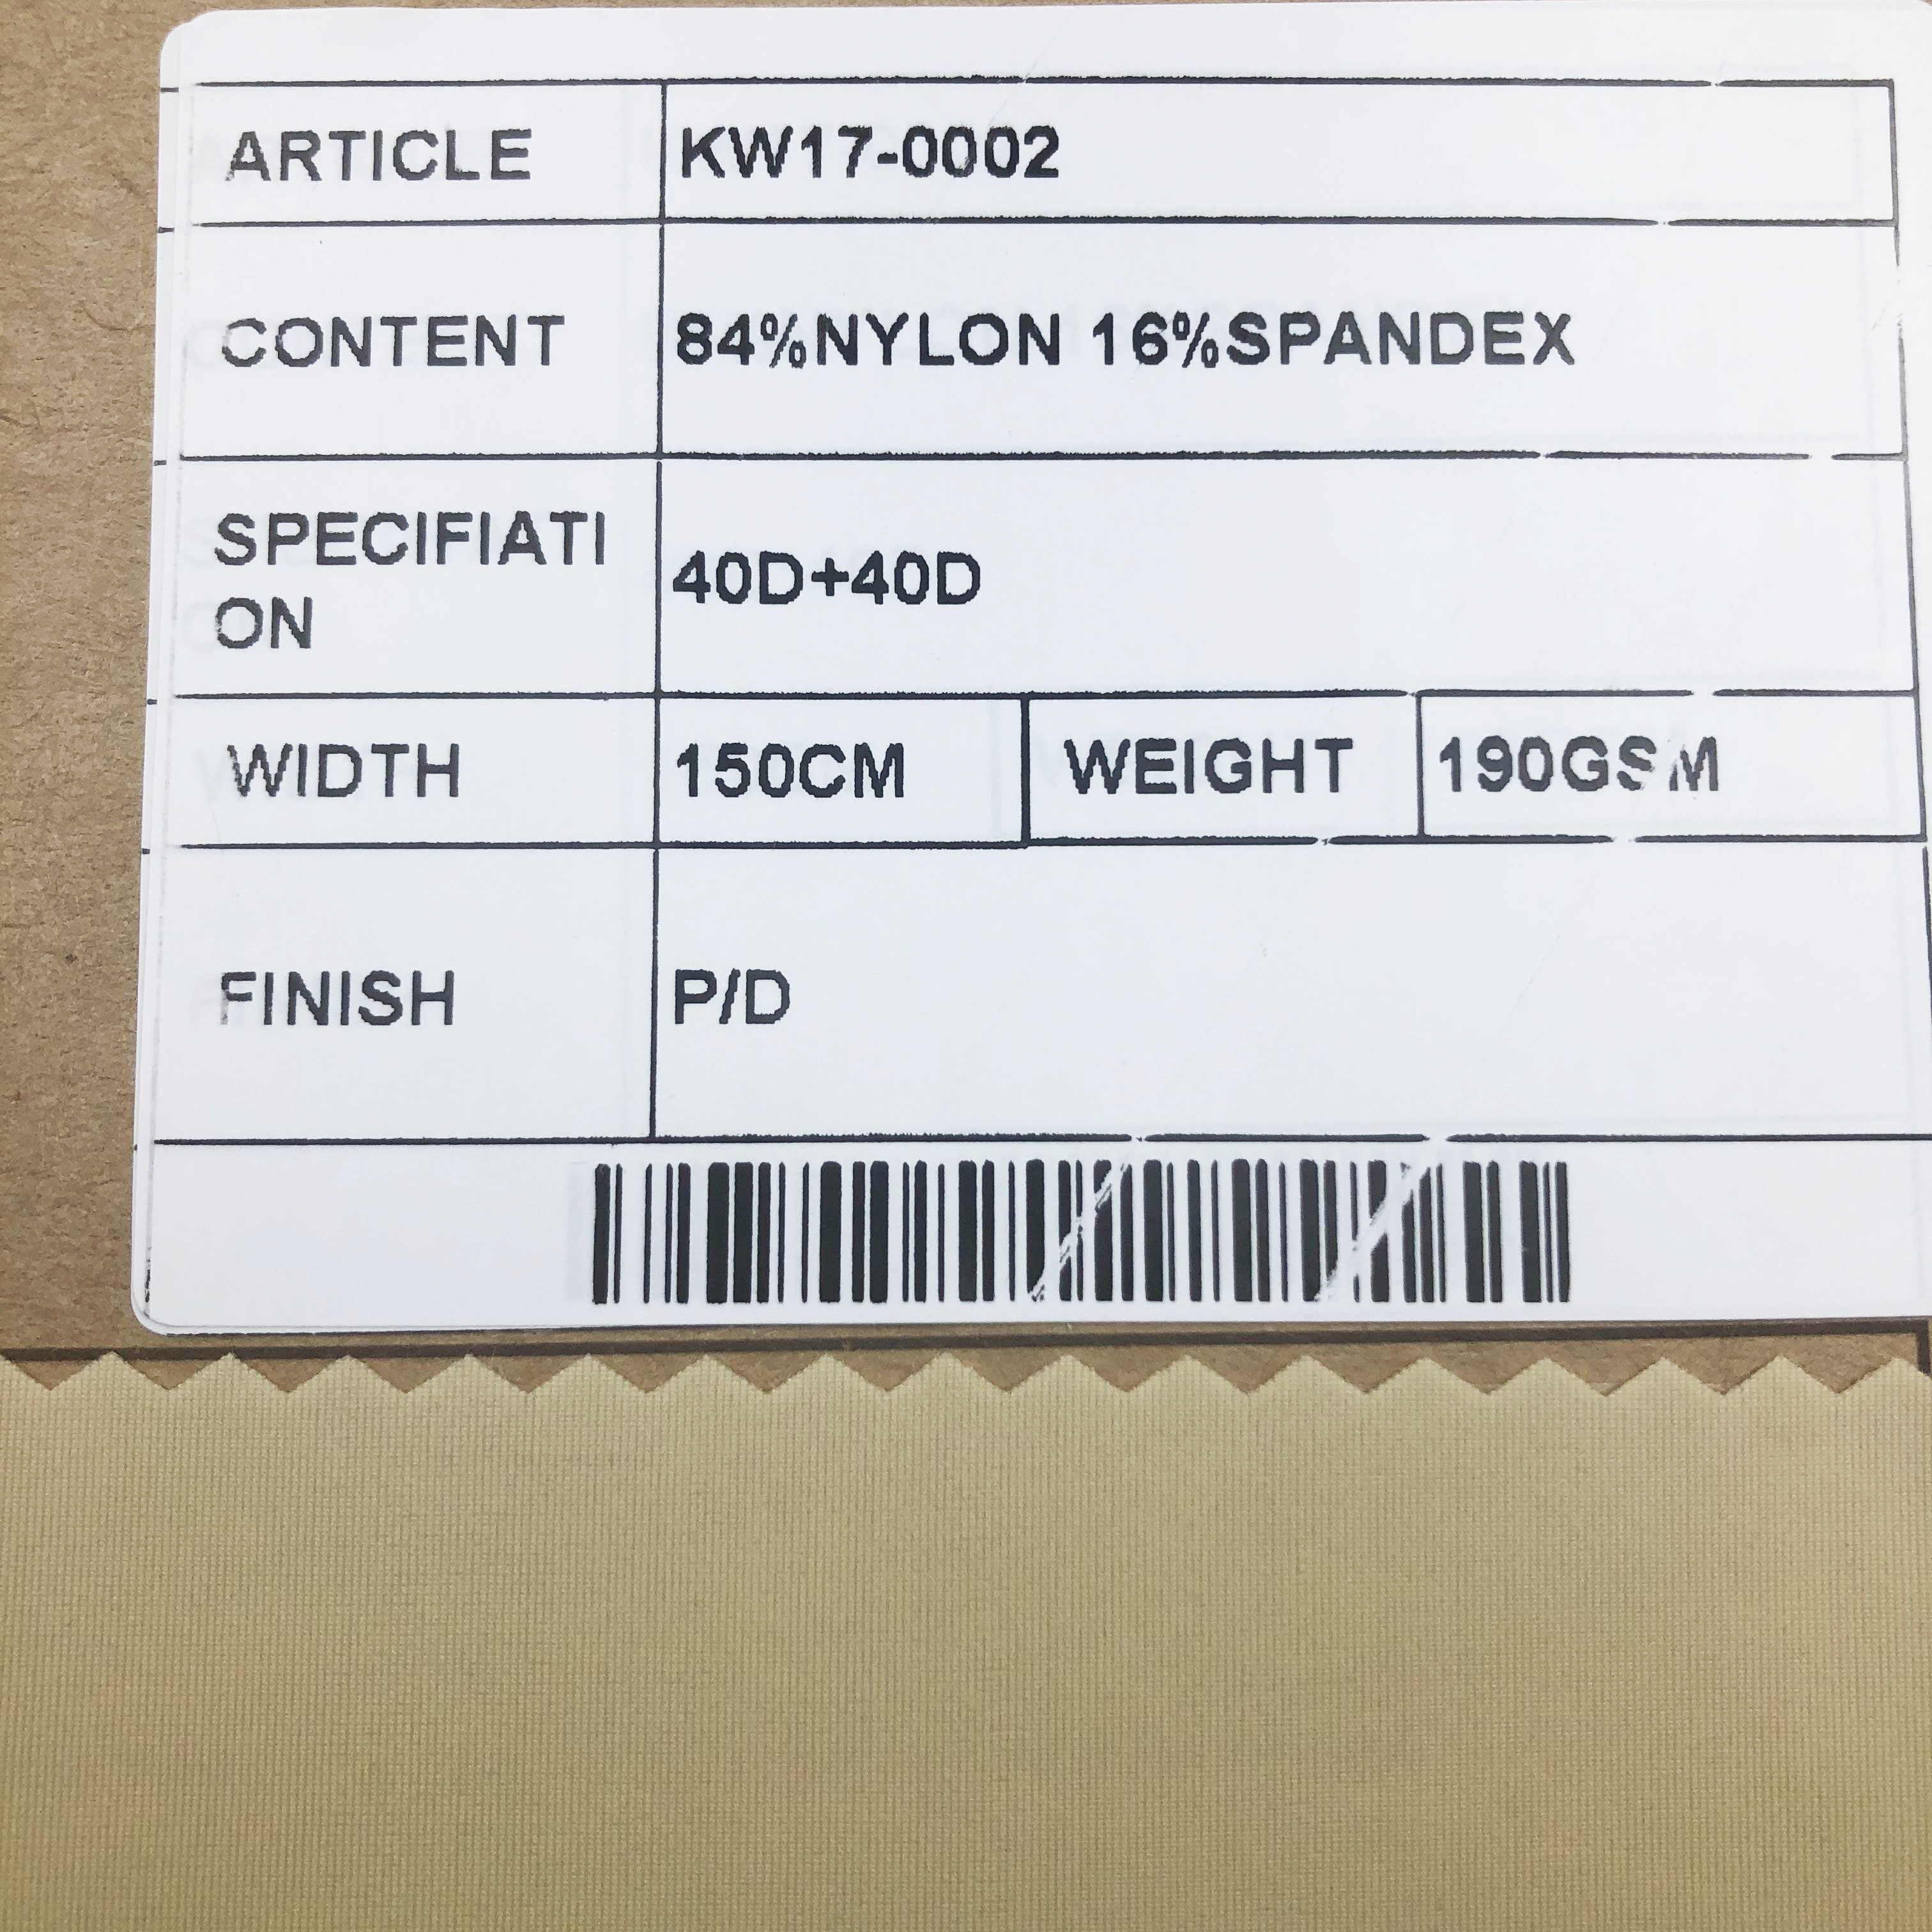 ARTICLE KW17-0002
CONTENT 84%NYLON 16%SPANDEX
SPECIFIATI
ON 40D+40D
WIDTH 150CM WEIGHT 190GSM
FINISH P/D